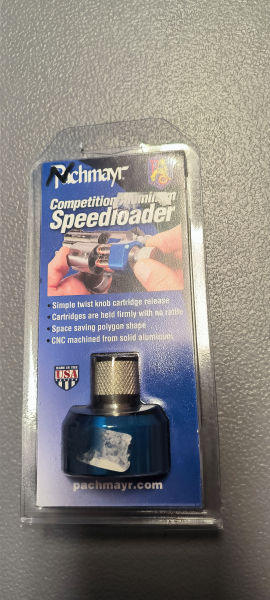 Pachmayr
Competition Aluminum
Speedloader
• Simple twist knob cartridge release
• Cartridges are held firmly with no rattle
• Space saving polygon shape
• CNC machined from solid aluminum
MADE IN THE
USA
pachmayr.com